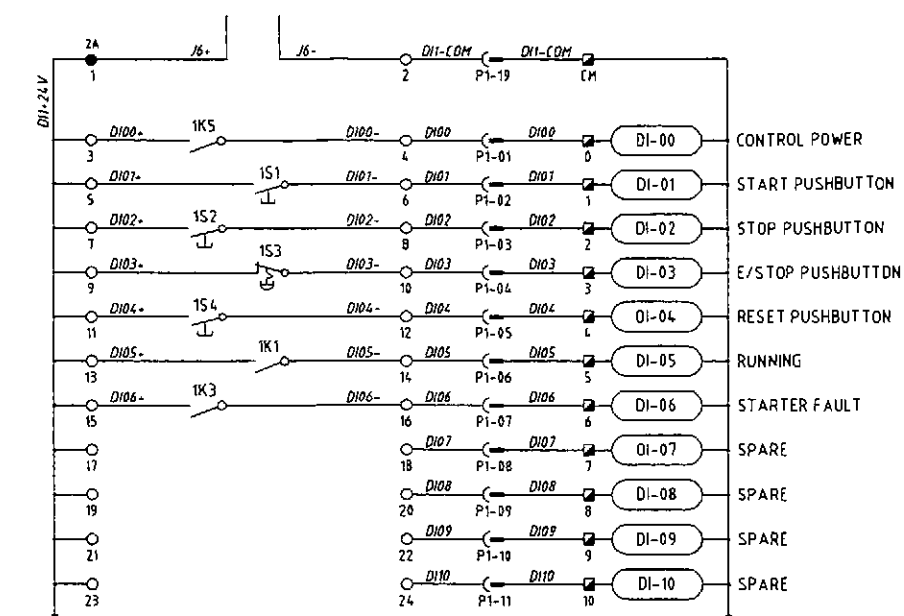 2A J6+ J6- DI1-COM DI1-COM
1 2 P1-19 CM
DI1+24V
DI00+ 1K5 DI00- DI00 DI00 DI-00 CONTROL POWER
3 4 P1-01 0
DI01+ 1S1 DI01- DI01 DI01 DI-01 START PUSHBUTTON
5 6 P1-02 1
DI02+ 1S2 DI02- DI02 DI02 DI-02 STOP PUSHBUTTON
7 8 P1-03 2
DI03+ 1S3 DI03- DI03 DI03 DI-03 E/STOP PUSHBUTTON
9 10 P1-04 3
DI04+ 1S4 DI04- DI04 DI04 DI-04 RESET PUSHBUTTON
11 12 P1-05 4
DI05+ 1K1 DI05- DI05 DI05 DI-05 RUNNING
13 14 P1-06 5
DI06+ 1K3 DI06- DI06 DI06 DI-06 STARTER FAULT
15 16 P1-07 6
DI07 DI07 DI-07 SPARE
17 18 P1-08 7
DI08 DI08 DI-08 SPARE
19 20 P1-09 8
DI09 DI09 DI-09 SPARE
21 22 P1-10 9
DI10 DI10 DI-10 SPARE
23 24 P1-11 10